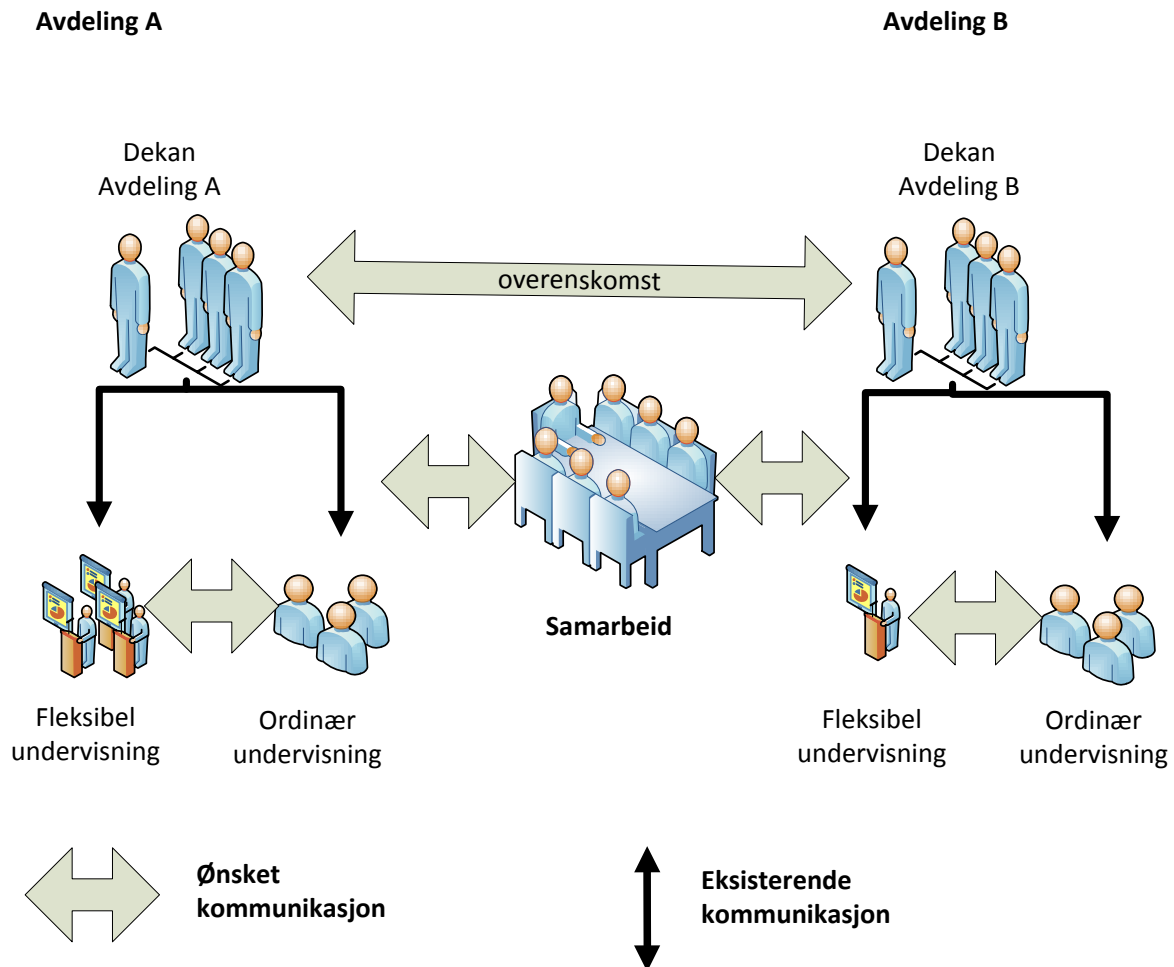 Avdeling A
Avdeling B
Dekan
Avdeling A
Dekan
Avdeling B
overenskomst
Samarbeid
Fleksibel
undervisning
Ordinær
undervisning
Fleksibel
undervisning
Ordinær
undervisning
Ønsket
kommunikasjon
Eksisterende
kommunikasjon